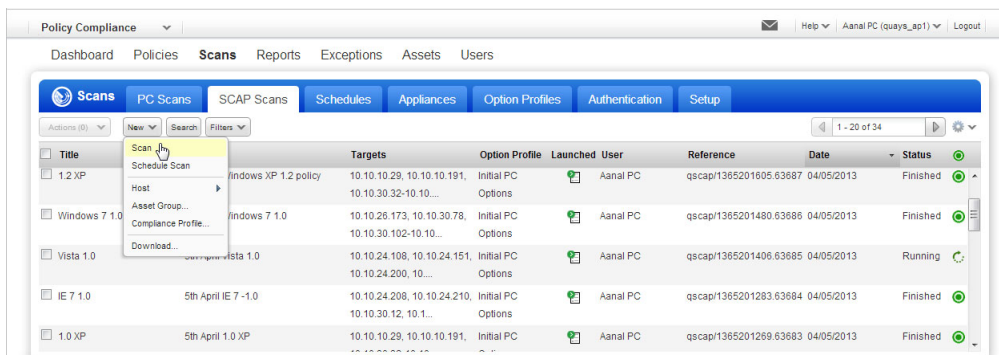 Policy Compliance
Help Aanal PC (quays_ap1) Logout
Dashboard Policies Scans Reports Exceptions Assets Users
Scans PC Scans SCAP Scans Schedules Appliances Option Profiles Authentication Setup
Actions (0) New Search Filters 1 - 20 of 34
Scan
Schedule Scan
Host
Asset Group...
Compliance Profile...
Download...
Title Targets Option Profile Launched User Reference Date Status
1.2 XP Windows XP 1.2 policy 10.10.10.29, 10.10.10.191, Initial PC Aanal PC qscap/1365201605.63687 04/05/2013 Finished
10.10.30.32-10.10.... Options
Windows 7 1.0 Windows 7 1.0 10.10.26.173, 10.10.30.78, Initial PC Aanal PC qscap/1365201480.63686 04/05/2013 Finished
10.10.30.102-10.10... Options
Vista 1.0 Vista 1.0 10.10.24.108, 10.10.24.151, Initial PC Aanal PC qscap/1365201406.63685 04/05/2013 Running
10.10.24.200, 10.... Options
IE 7 1.0 5th April IE 7 -1.0 10.10.24.208, 10.10.24.210, Initial PC Aanal PC qscap/1365201283.63684 04/05/2013 Finished
10.10.30.12, 10.1... Options
1.0 XP 5th April 1.0 XP 10.10.10.29, 10.10.10.191, Initial PC Aanal PC qscap/1365201269.63683 04/05/2013 Finished